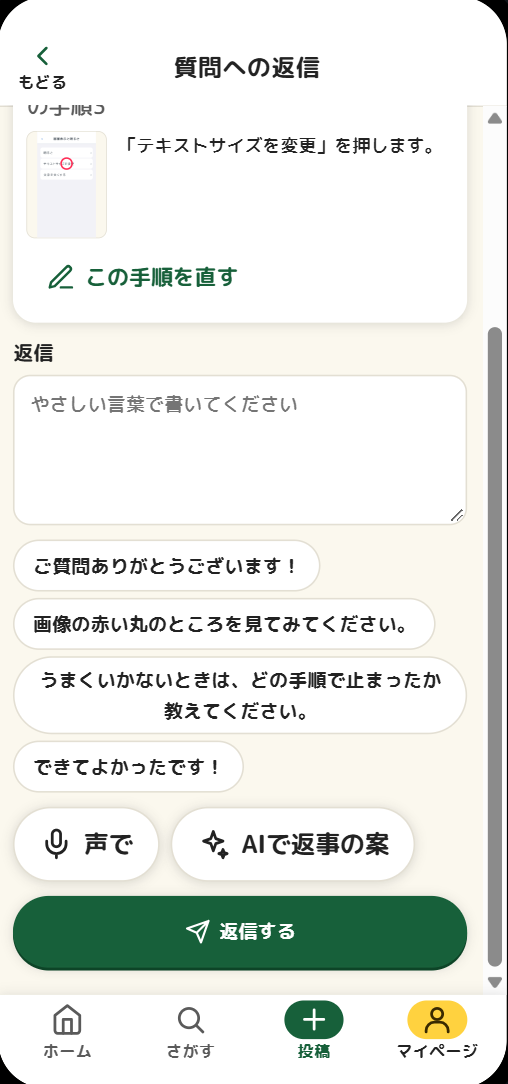 もどる
質問への返信
の手順3
「テキストサイズを変更」を押します。
この手順を直す
返信
やさしい言葉で書いてください
ご質問ありがとうございます！
画像の赤い丸のところを見てみてください。
うまくいかないときは、どの手順で止まったか
教えてください。
できてよかったです！
声で
AIで返事の案
返信する
ホーム
さがす
投稿
マイページ